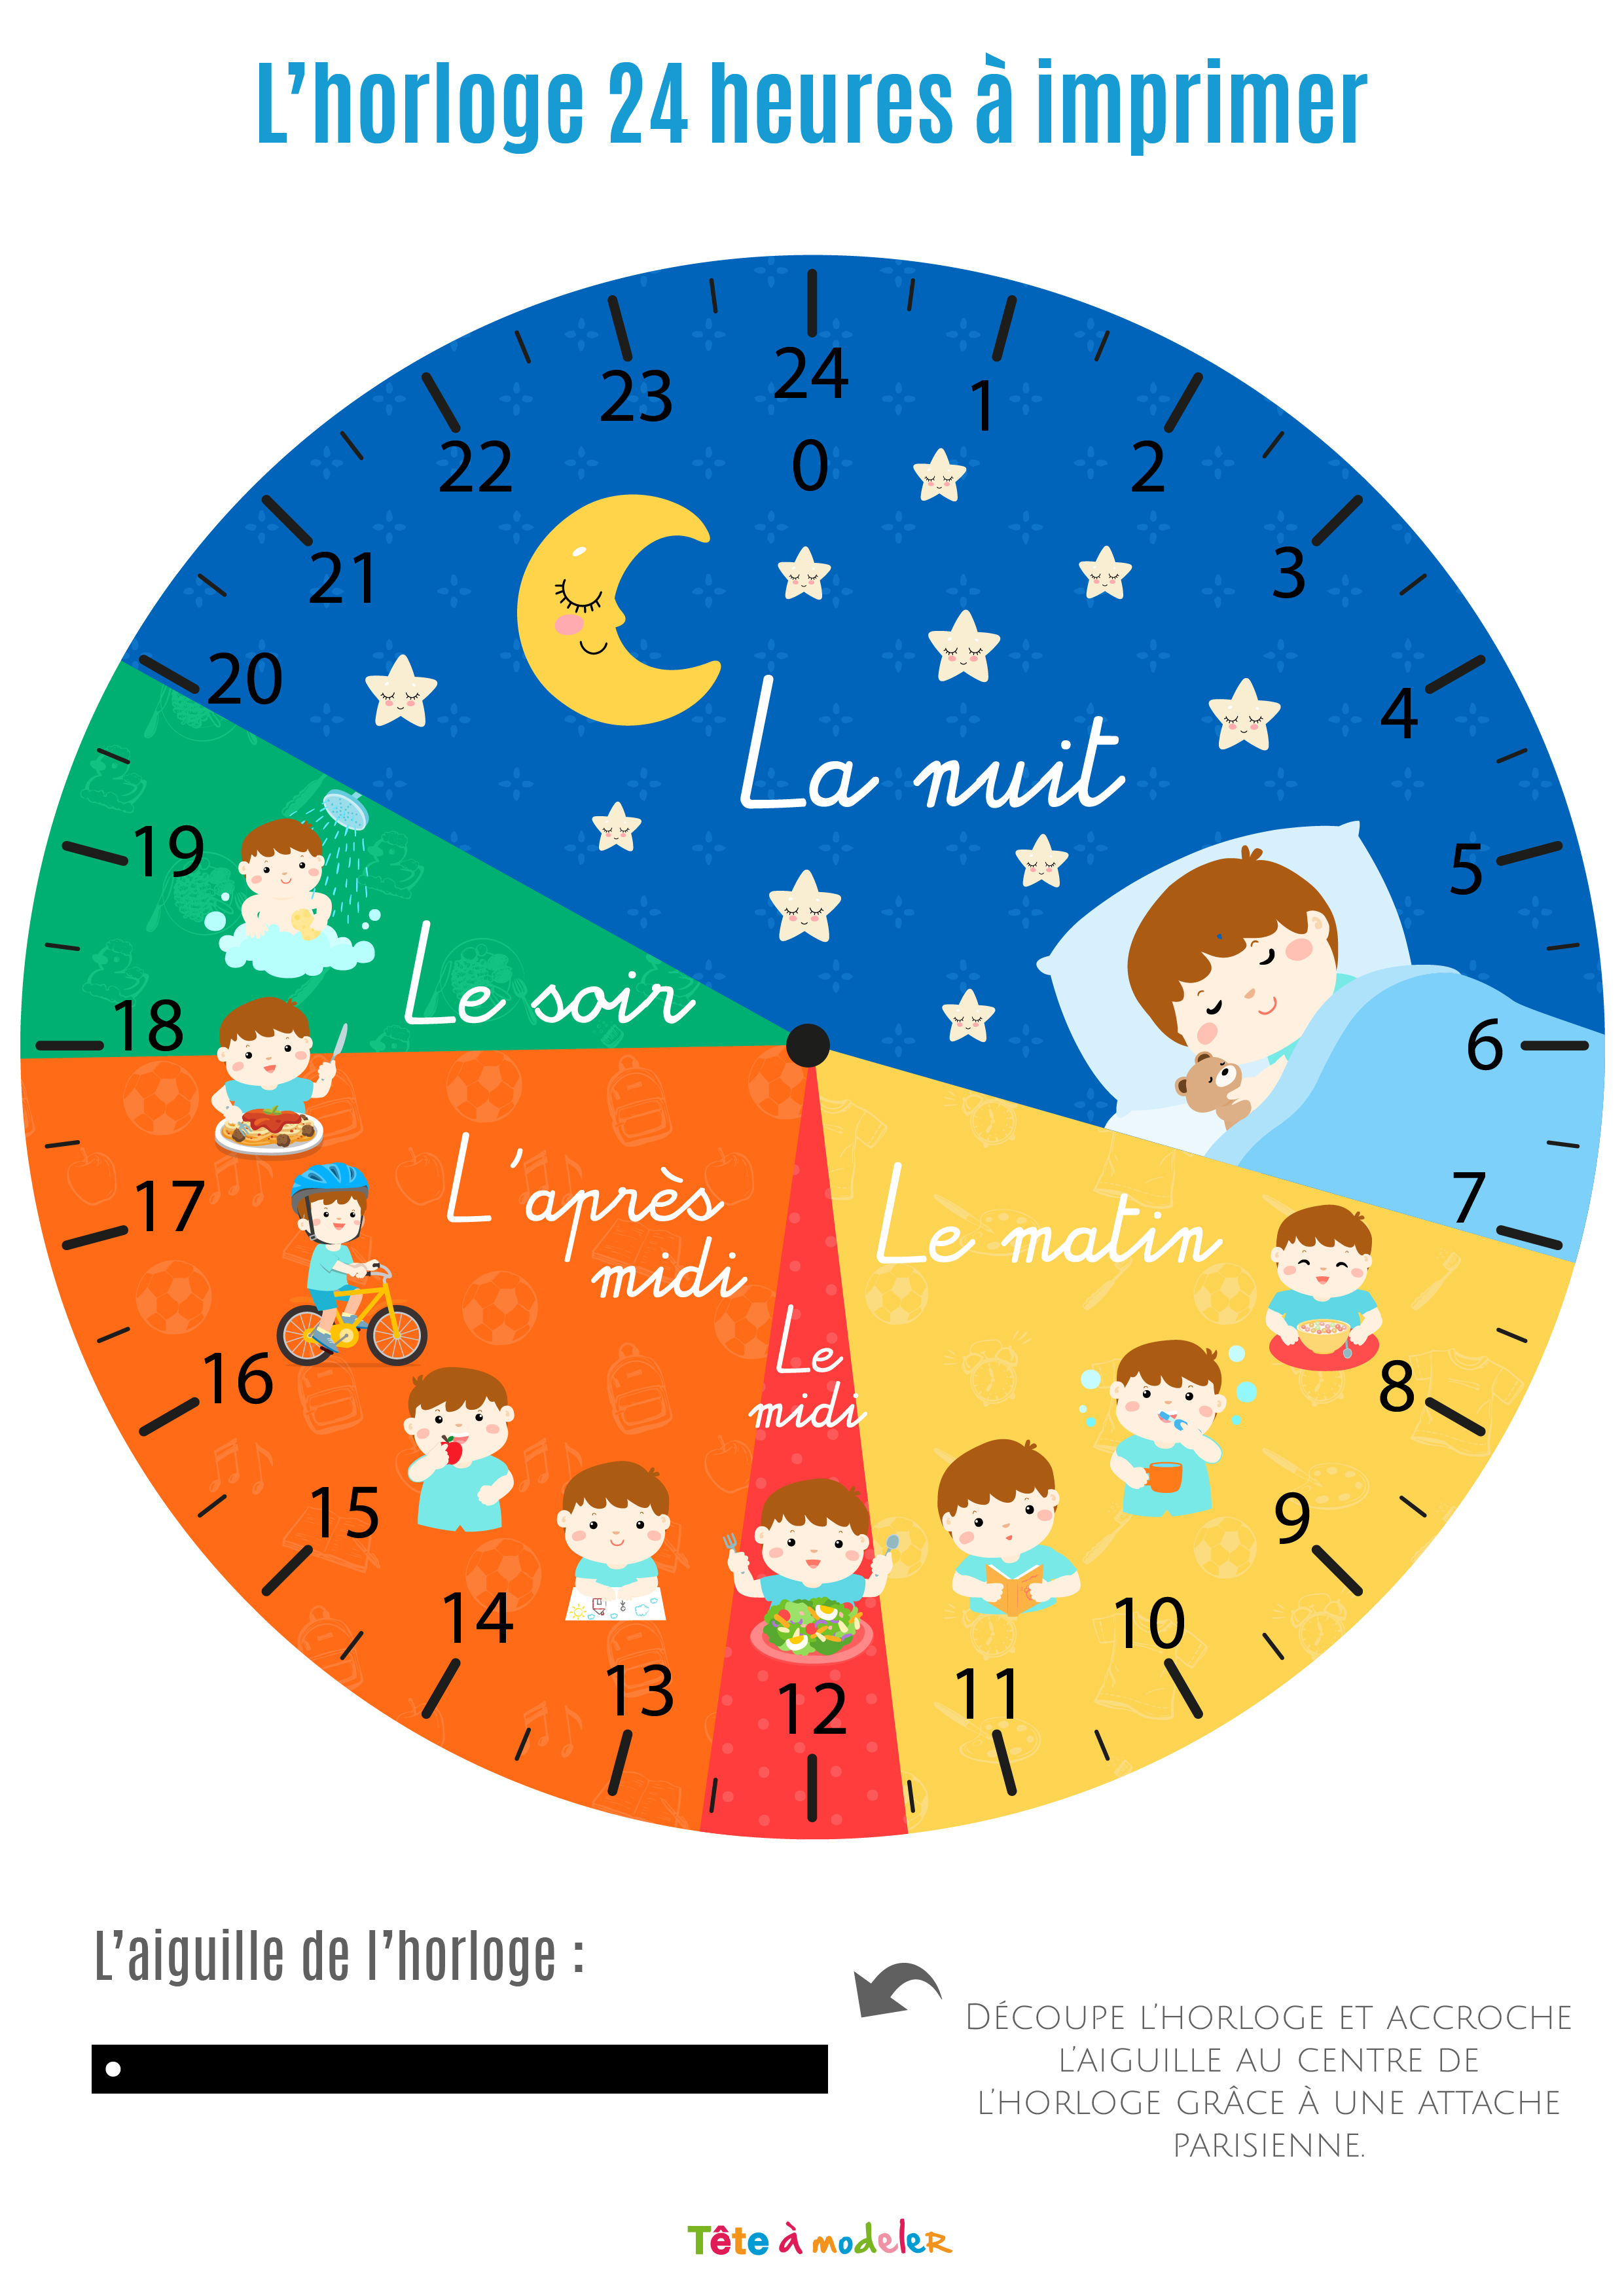 L'horloge 24 heures à imprimer
24
23
1
22
0
2
21
3
20
4
La nuit
19
5
Le soir
18
6
L'après
midi
17
Le matin
7
Le
midi
16
8
15
9
14
10
13
12
11
L'aiguille de l'horloge :
DÉCOUPE L'HORLOGE ET ACCROCHE
L'AIGUILLE AU CENTRE DE
L'HORLOGE GRÂCE À UNE ATTACHE
PARISIENNE.
Tête à modeler